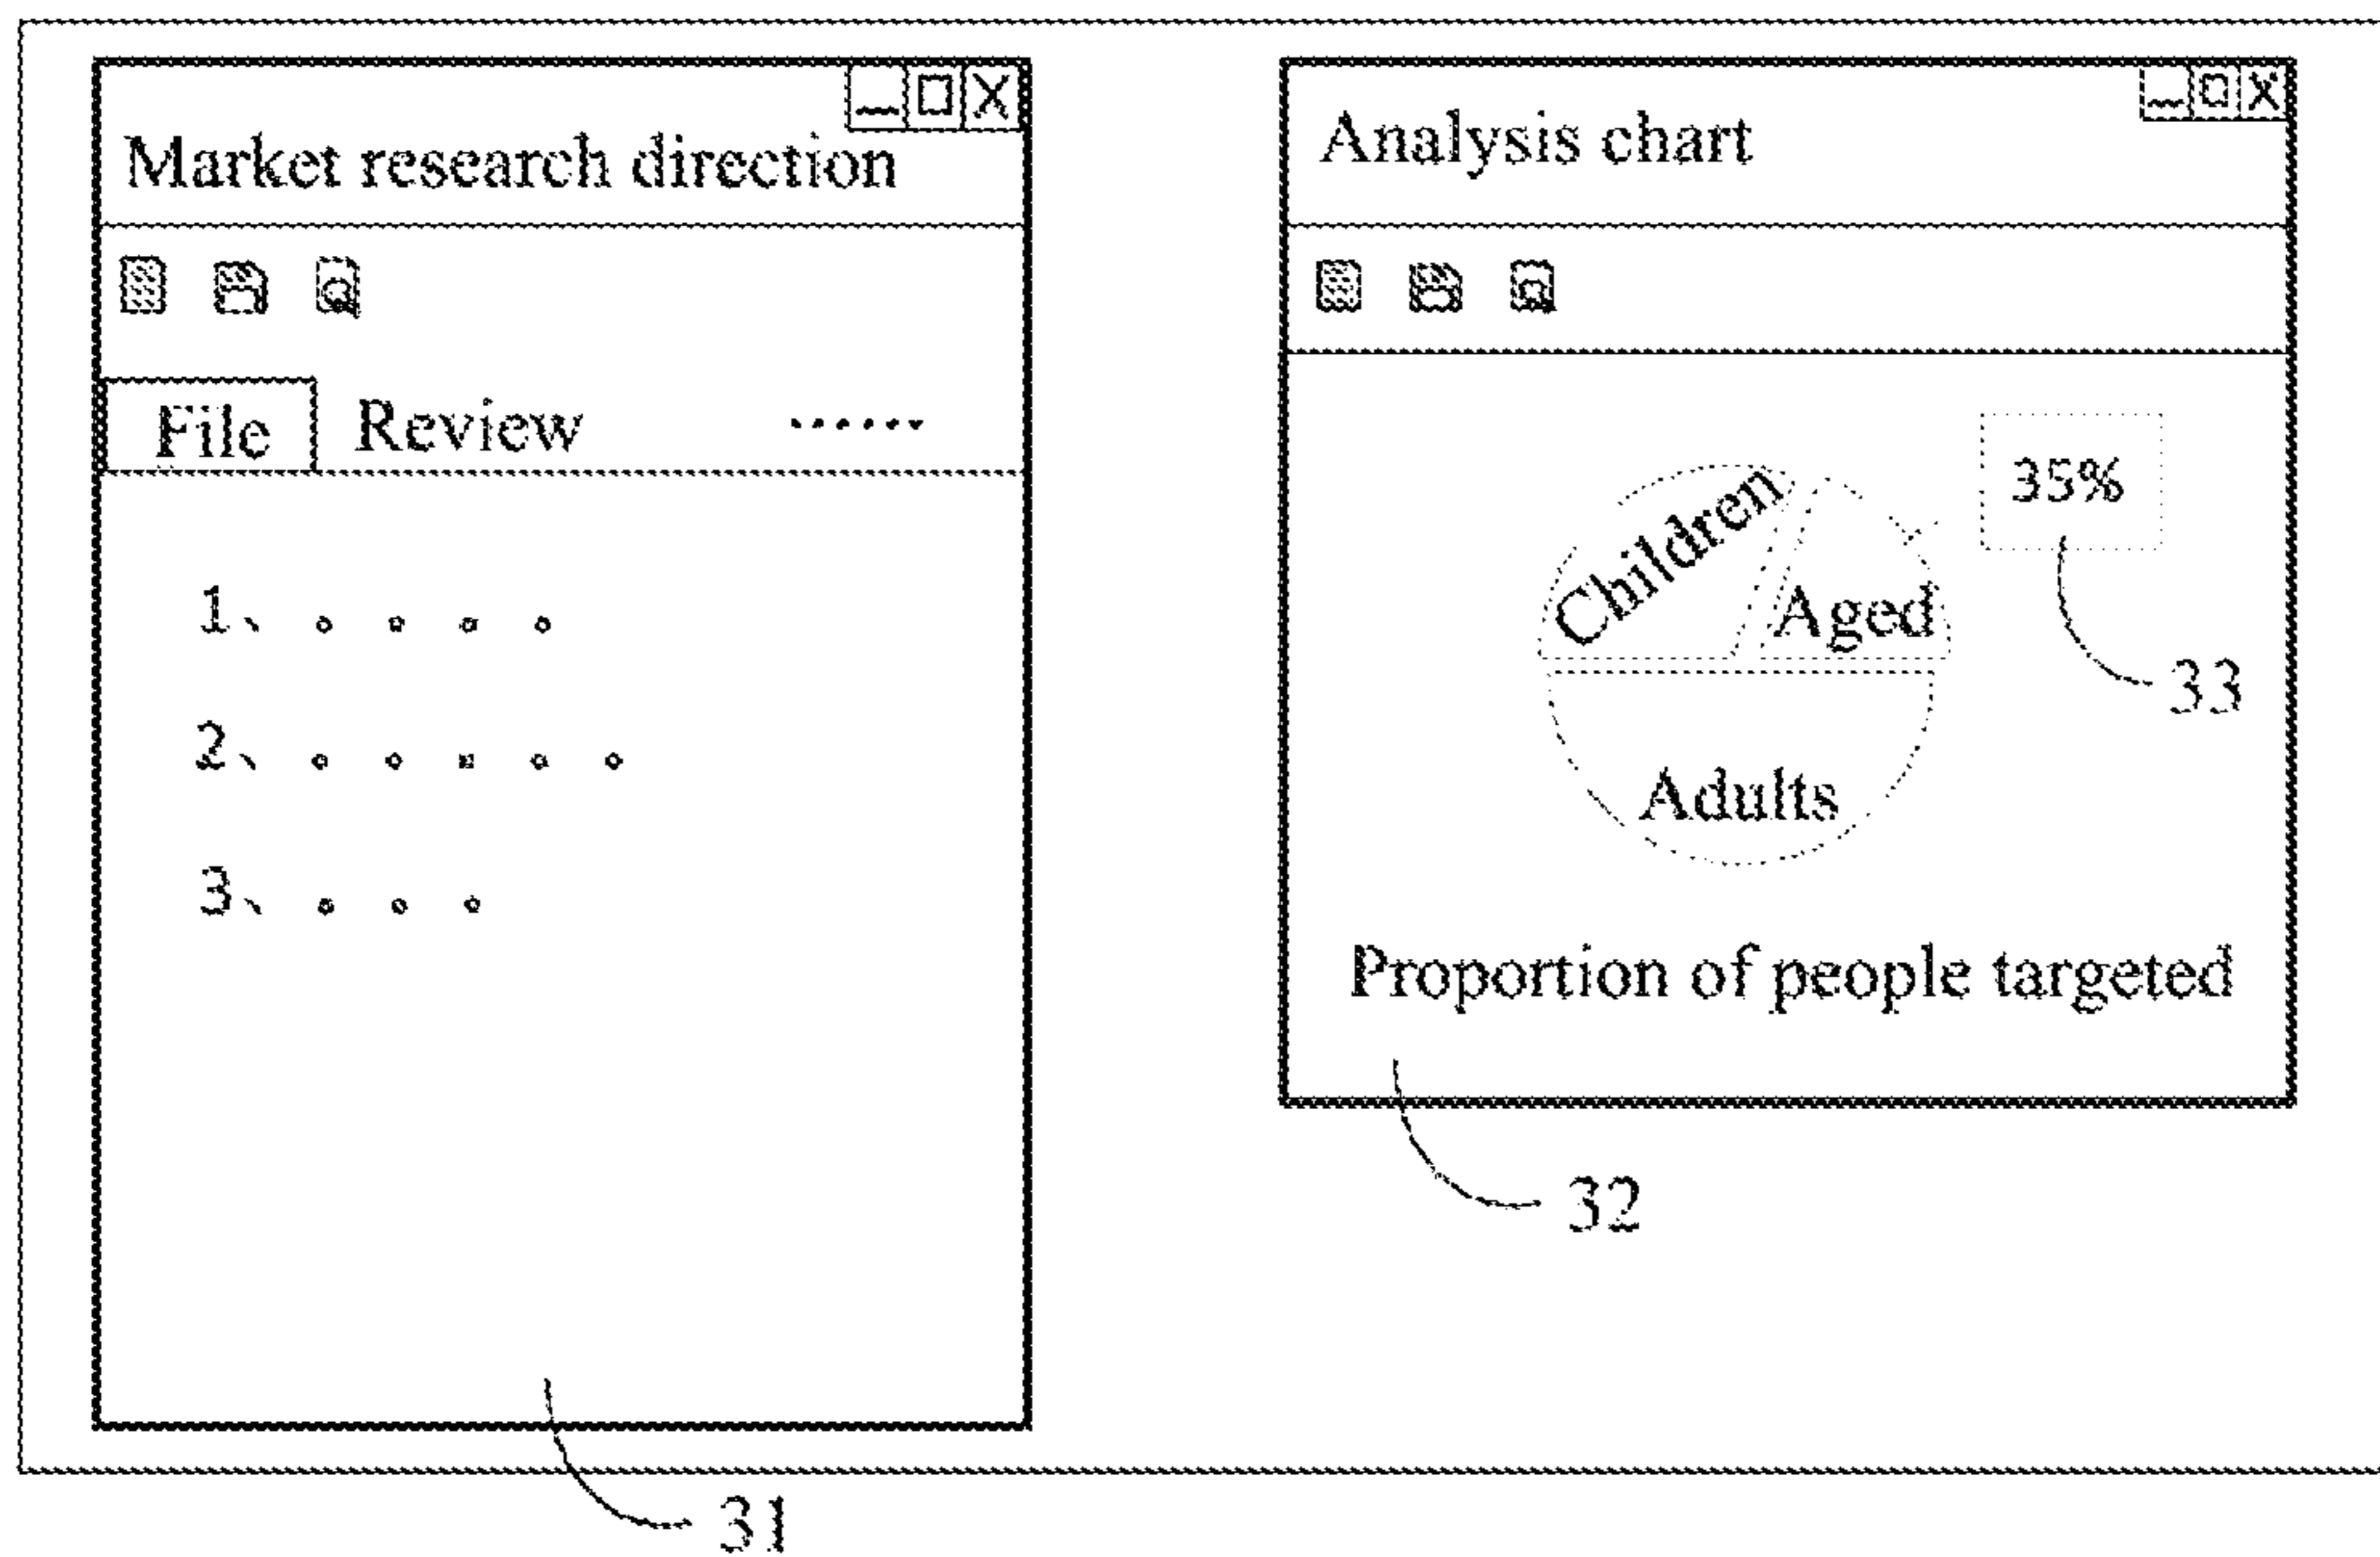 Market research direction
File Review ······
1、。。。。
2、。。。。。
3、。。。
31
Analysis chart
35%
33
Children
Aged
Adults
Proportion of people targeted
32